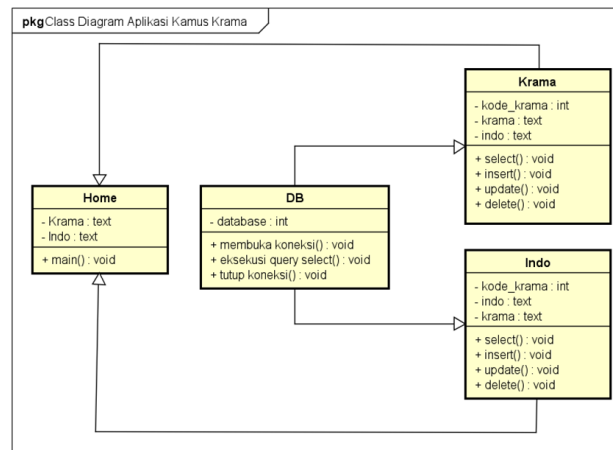 pkg Class Diagram Aplikasi Kamus Krama
Krama
- kode_krama : int
- krama : text
- indo : text
+ select() : void
+ insert() : void
+ update() : void
+ delete() : void
Home
- Krama : text
- Indo : text
+ main() : void
DB
- database : int
+ membuka koneksi() : void
+ eksekusi query select() : void
+ tutup koneksi() : void
Indo
- kode_krama : int
- indo : text
- krama : text
+ select() : void
+ insert() : void
+ update() : void
+ delete() : void